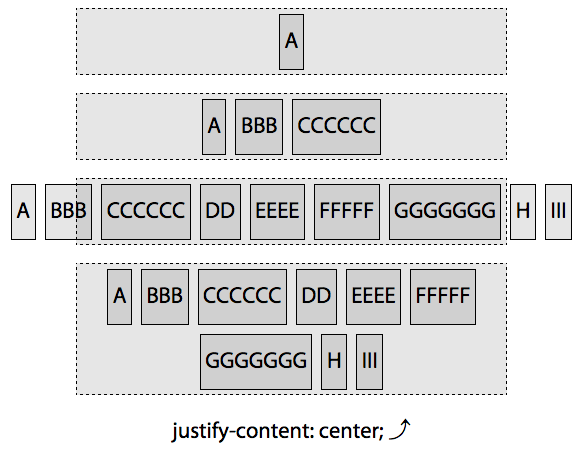 A
A BBB CCCCCC
A BBB CCCCCC DD EEEE FFFFF GGGGGGG H III
A BBB CCCCCC DD EEEE FFFFF
GGGGGGG H III
justify-content: center;